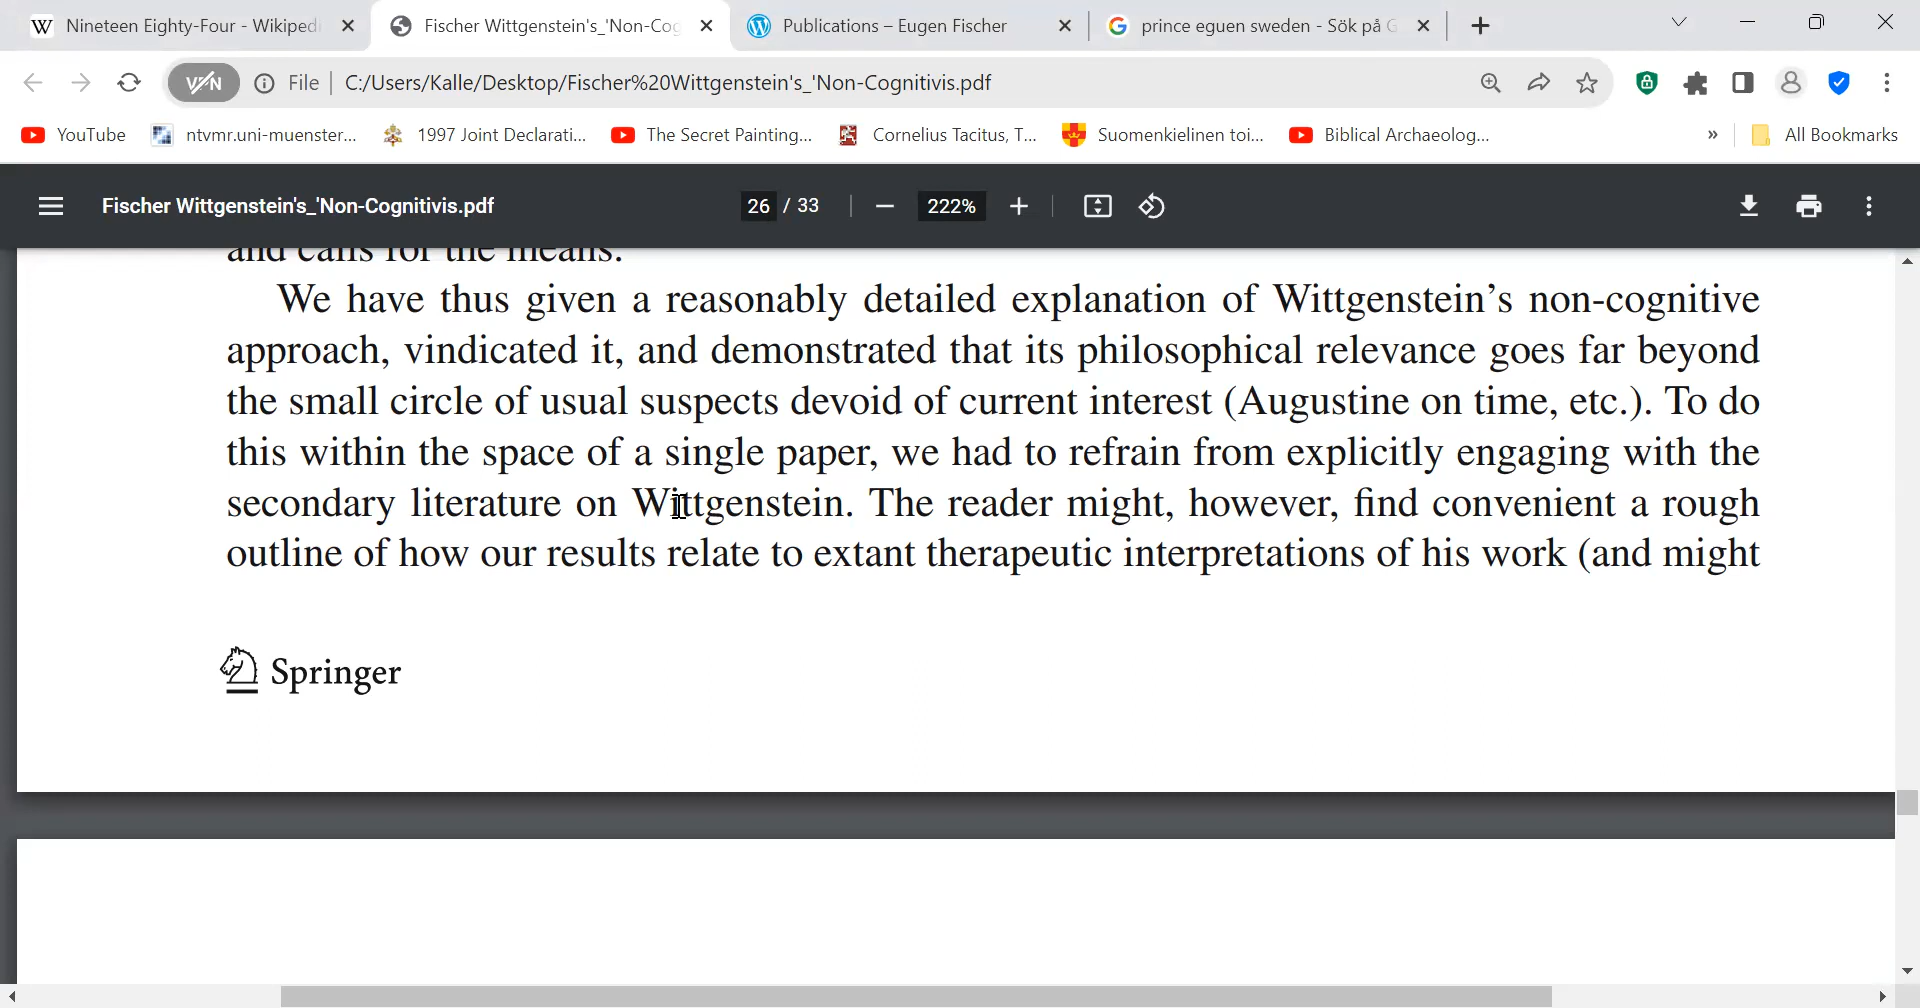 Nineteen Eighty-Four - Wikiped
Fischer Wittgenstein's_'Non-Cog
Publications – Eugen Fischer
prince eguen sweden - Sök på G
VPN
File
C:/Users/Kalle/Desktop/Fischer%20Wittgenstein's_'Non-Cognitivis.pdf
YouTube
ntvmr.uni-muenster...
1997 Joint Declarati...
The Secret Painting...
Cornelius Tacitus, T...
Suomenkielinen toi...
Biblical Archaeolog...
»
All Bookmarks
Fischer Wittgenstein's_'Non-Cognitivis.pdf
26 / 33
222%
and calls for the means.
We have thus given a reasonably detailed explanation of Wittgenstein’s non-cognitive
approach, vindicated it, and demonstrated that its philosophical relevance goes far beyond
the small circle of usual suspects devoid of current interest (Augustine on time, etc.). To do
this within the space of a single paper, we had to refrain from explicitly engaging with the
secondary literature on Wittgenstein. The reader might, however, find convenient a rough
outline of how our results relate to extant therapeutic interpretations of his work (and might
Springer